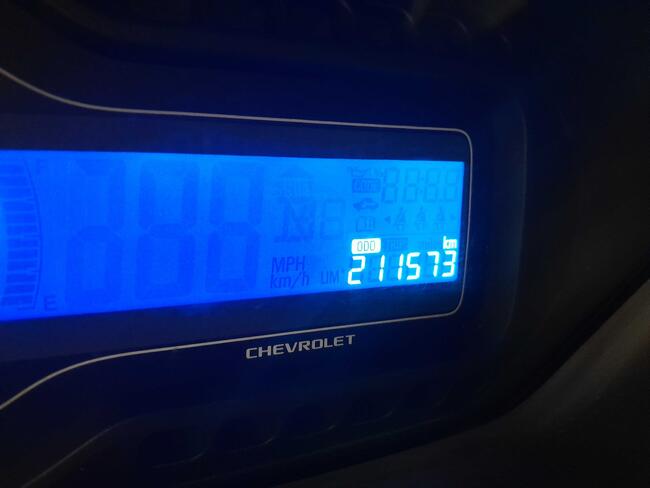 F
ODO km
MPH
km/h
211573
E
CHEVROLET